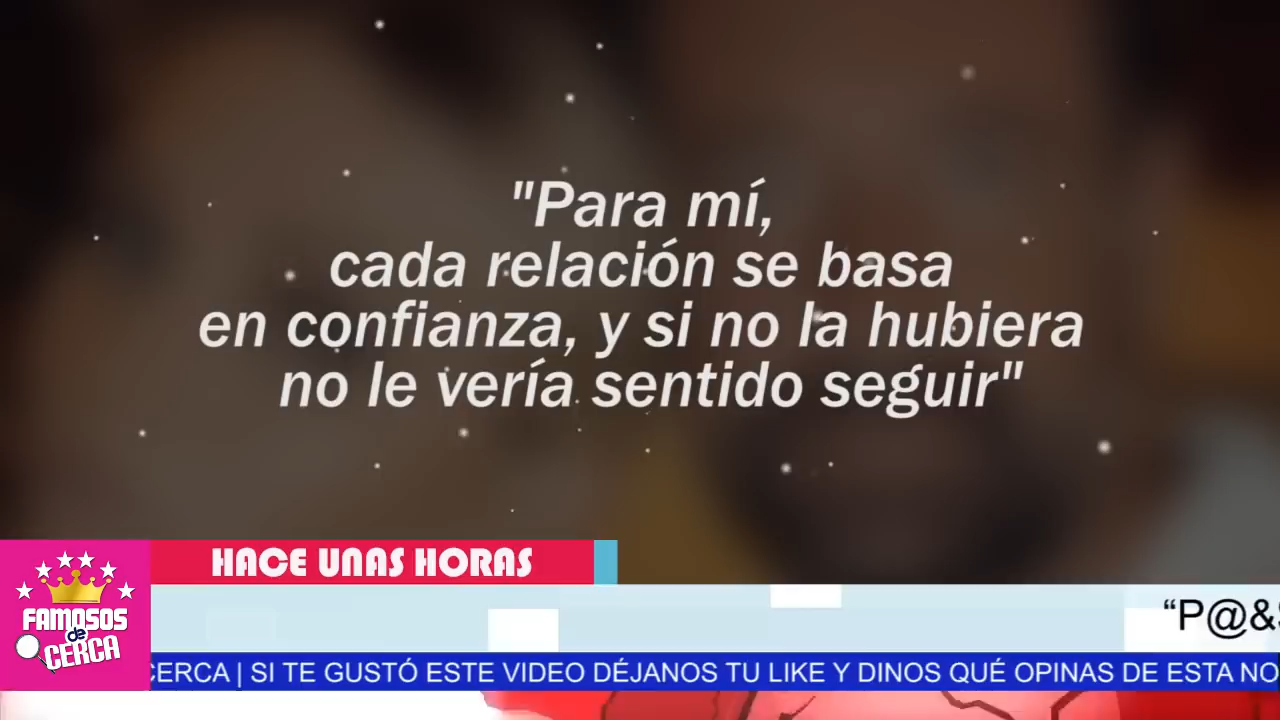 "Para mí,
cada relación se basa
en confianza, y si no la hubiera
no le vería sentido seguir"
HACE UNAS HORAS
FAMOSOS
de
CERCA
“P@&
CERCA | SI TE GUSTÓ ESTE VIDEO DÉJANOS TU LIKE Y DINOS QUÉ OPINAS DE ESTA NO